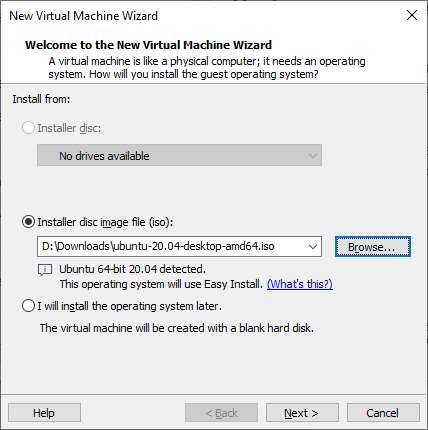 New Virtual Machine Wizard
Welcome to the New Virtual Machine Wizard
A virtual machine is like a physical computer; it needs an operating
system. How will you install the guest operating system?
Install from:
Installer disc:
No drives available
Installer disc image file (iso):
D:\Downloads\ubuntu-20.04-desktop-amd64.iso
Browse...
Ubuntu 64-bit 20.04 detected.
This operating system will use Easy Install. (What's this?)
I will install the operating system later.
The virtual machine will be created with a blank hard disk.
Help
< Back
Next >
Cancel